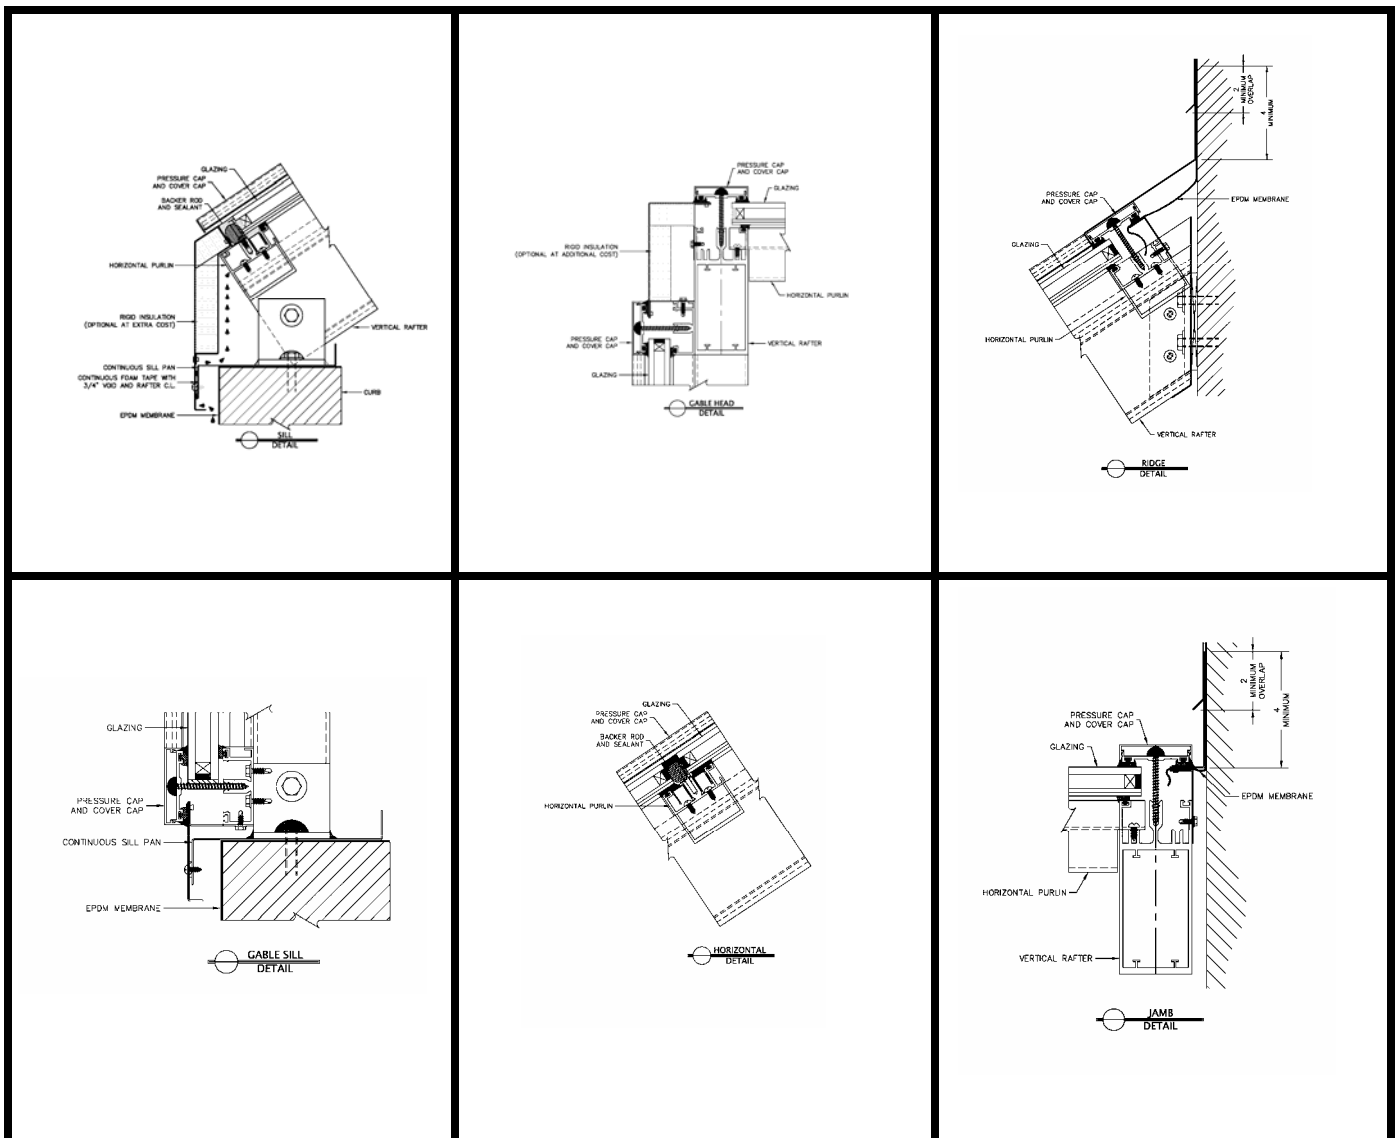 GLAZING
PRESSURE CAP
AND COVER CAP
BACKER ROD
AND SEALANT
HORIZONTAL PURLIN
RIGID INSULATION
(OPTIONAL AT EXTRA COST)
VERTICAL RAFTER
CONTINUOUS SILL PAN
CONTINUOUS FOAM TAPE WITH
3/4" VOID AND RAFTER C.L.
CURB
EPDM MEMBRANE
SILL
DETAIL
PRESSURE CAP
AND COVER CAP
GLAZING
RIGID INSULATION
(OPTIONAL AT ADDITIONAL COST)
HORIZONTAL PURLIN
PRESSURE CAP
AND COVER CAP
VERTICAL RAFTER
GLAZING
GABLE HEAD
DETAIL
2
MINIMUM
OVERLAP
4
MINIMUM
PRESSURE CAP
AND COVER CAP
EPDM MEMBRANE
GLAZING
HORIZONTAL PURLIN
VERTICAL RAFTER
RIDGE
DETAIL
GLAZING
PRESSURE CAP
AND COVER CAP
CONTINUOUS SILL PAN
EPDM MEMBRANE
GABLE SILL
DETAIL
GLAZING
PRESSURE CAP
AND COVER CAP
BACKER ROD
AND SEALANT
HORIZONTAL PURLIN
HORIZONTAL
DETAIL
2
MINIMUM
OVERLAP
4
MINIMUM
PRESSURE CAP
AND COVER CAP
GLAZING
EPDM MEMBRANE
HORIZONTAL PURLIN
VERTICAL RAFTER
JAMB
DETAIL